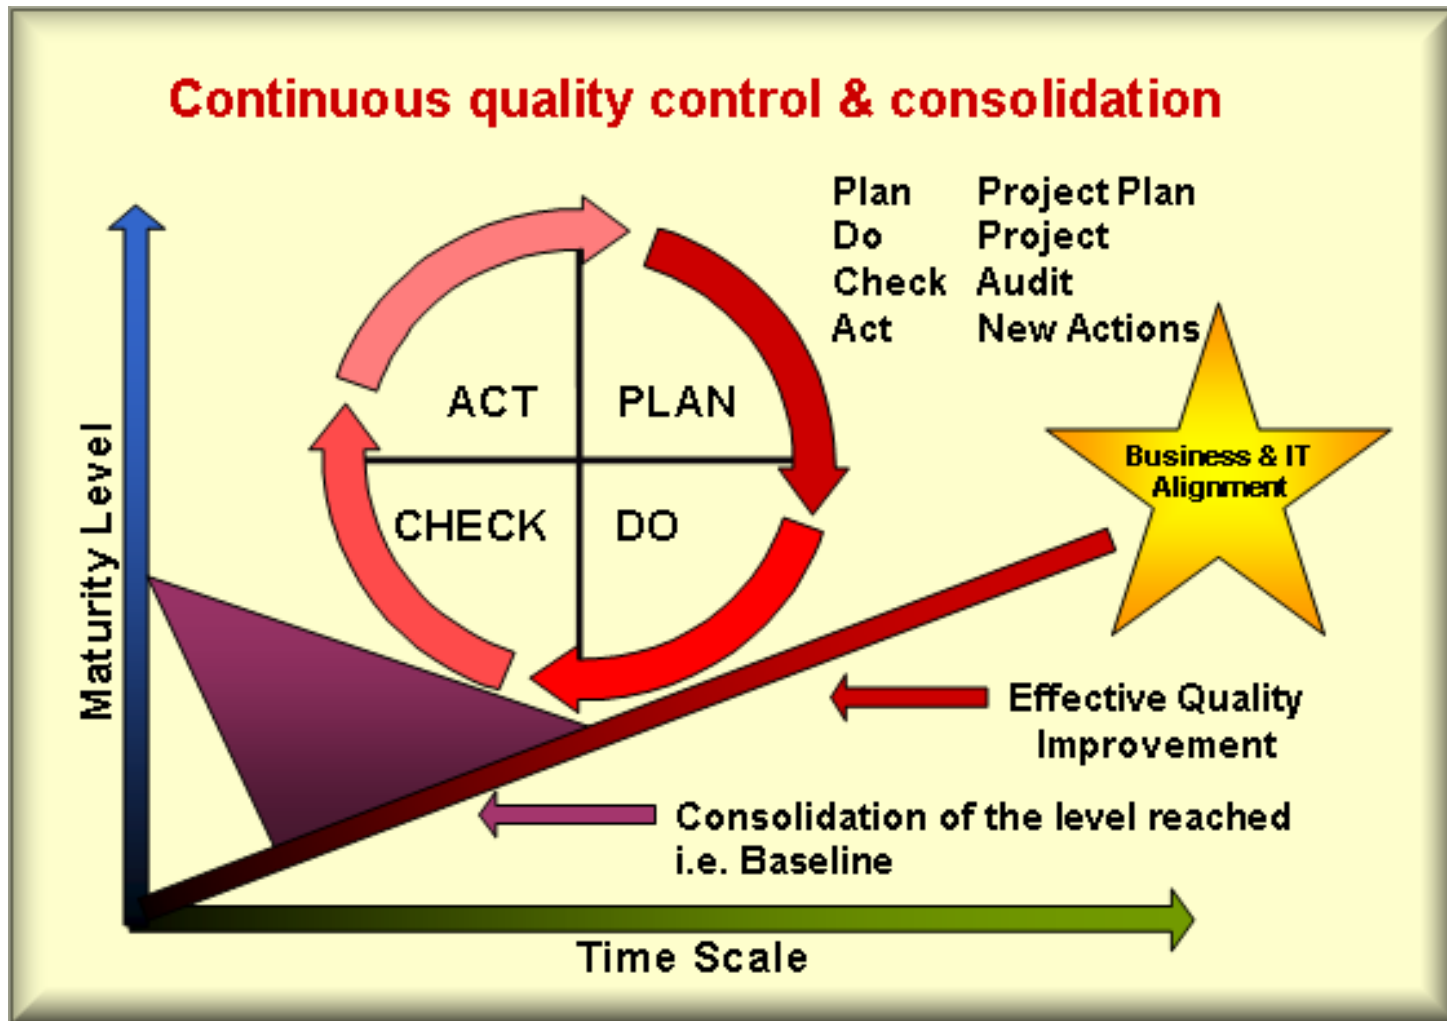 Continuous quality control & consolidation
Plan Project Plan
Do Project
Check Audit
Act New Actions
ACT PLAN
CHECK DO
Business & IT
Alignment
Maturity Level
Effective Quality
Improvement
Consolidation of the level reached
i.e. Baseline
Time Scale